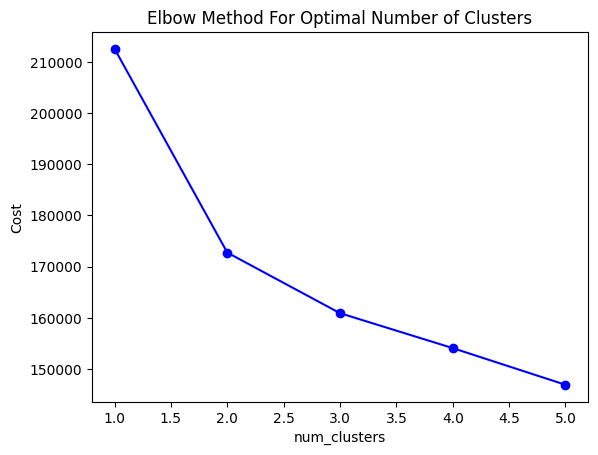 Elbow Method For Optimal Number of Clusters
210000
200000
190000
180000
170000
160000
150000
Cost
1.0 1.5 2.0 2.5 3.0 3.5 4.0 4.5 5.0
num_clusters